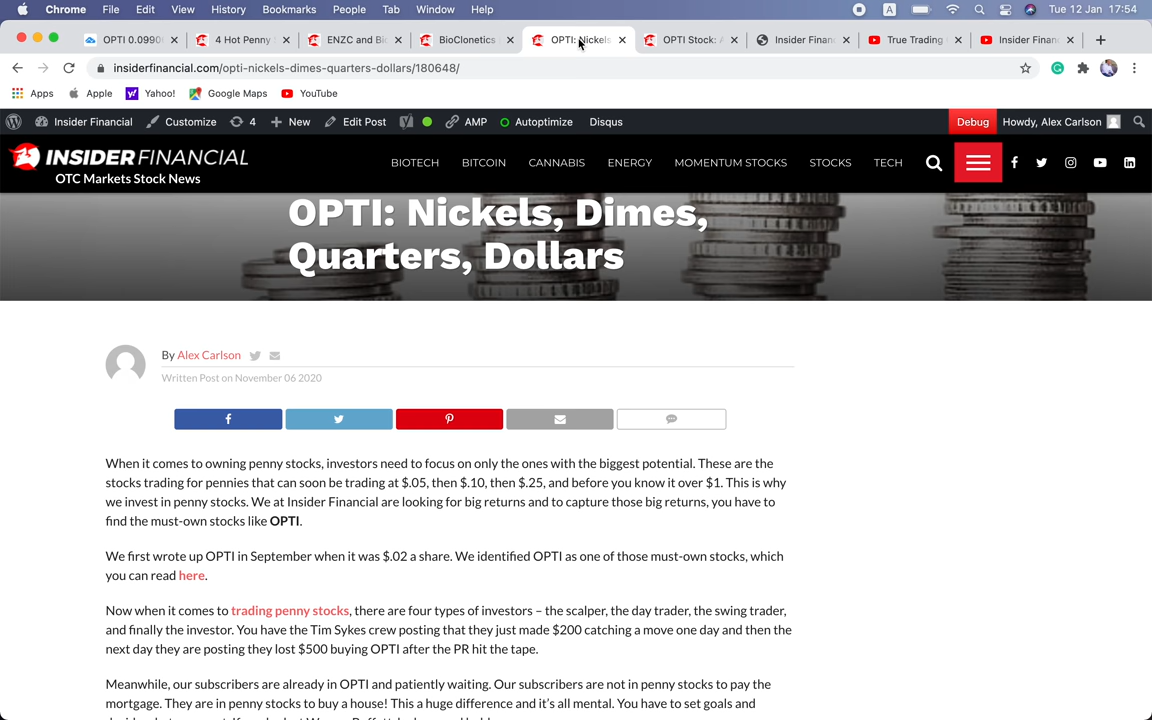 Chrome File Edit View History Bookmarks People Tab Window Help A Tue 12 Jan 17:54
OPTI 0.0990 4 Hot Penny ENZC and Bi BioClonetics OPTI: Nickels OPTI Stock: Insider Finan True Trading Insider Finan
insiderfinancial.com/opti-nickels-dimes-quarters-dollars/180648/
Apps Apple Yahoo! Google Maps YouTube
Insider Financial Customize 4 New Edit Post AMP Autoptimize Disqus Debug Howdy, Alex Carlson
INSIDERFINANCIAL
OTC Markets Stock News
BIOTECH BITCOIN CANNABIS ENERGY MOMENTUM STOCKS STOCKS TECH
OPTI: Nickels, Dimes,
Quarters, Dollars
By Alex Carlson
Written Post on November 06 2020
When it comes to owning penny stocks, investors need to focus on only the ones with the biggest potential. These are the
stocks trading for pennies that can soon be trading at $.05, then $.10, then $.25, and before you know it over $1. This is why
we invest in penny stocks. We at Insider Financial are looking for big returns and to capture those big returns, you have to
find the must-own stocks like OPTI.
We first wrote up OPTI in September when it was $.02 a share. We identified OPTI as one of those must-own stocks, which
you can read here.
Now when it comes to trading penny stocks, there are four types of investors – the scalper, the day trader, the swing trader,
and finally the investor. You have the Tim Sykes crew posting that they just made $200 catching a move one day and then the
next day they are posting they lost $500 buying OPTI after the PR hit the tape.
Meanwhile, our subscribers are already in OPTI and patiently waiting. Our subscribers are not in penny stocks to pay the
mortgage. They are in penny stocks to buy a house! This a huge difference and it's all mental. You have to set goals and